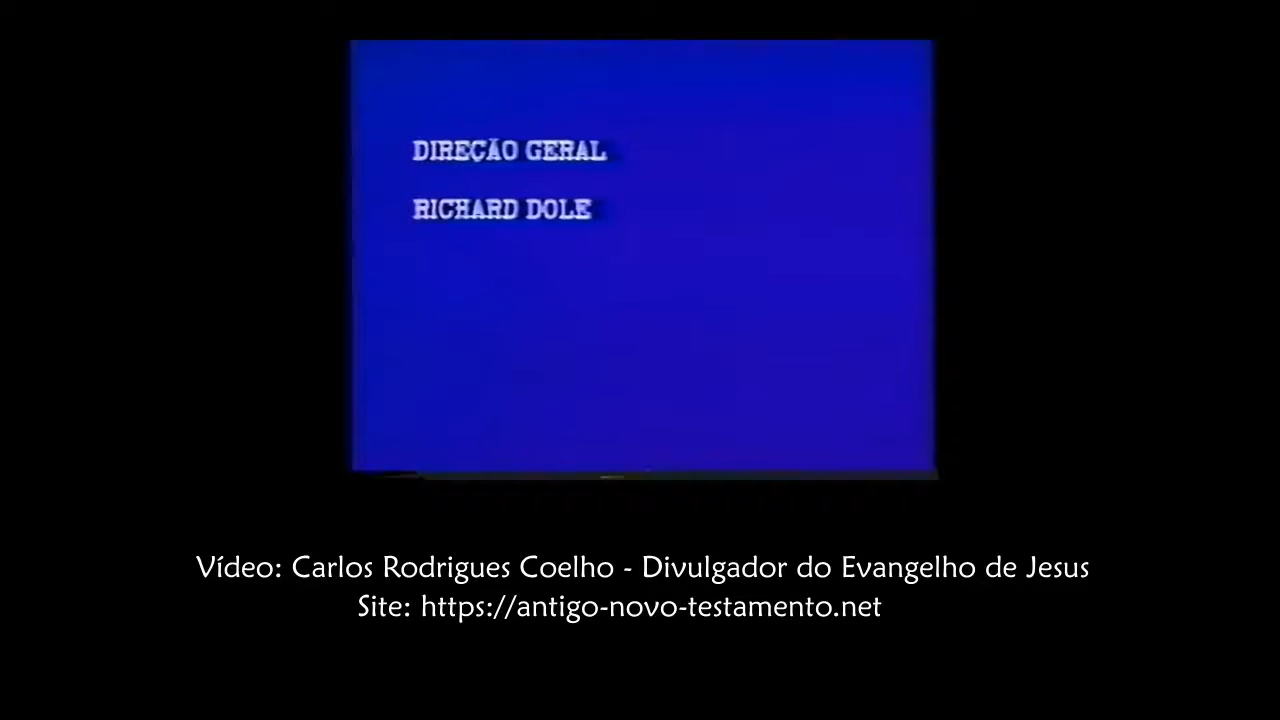 DIREÇÃO GERAL
RICHARD DOLE
Vídeo: Carlos Rodrigues Coelho - Divulgador do Evangelho de Jesus
Site: https://antigo-novo-testamento.net